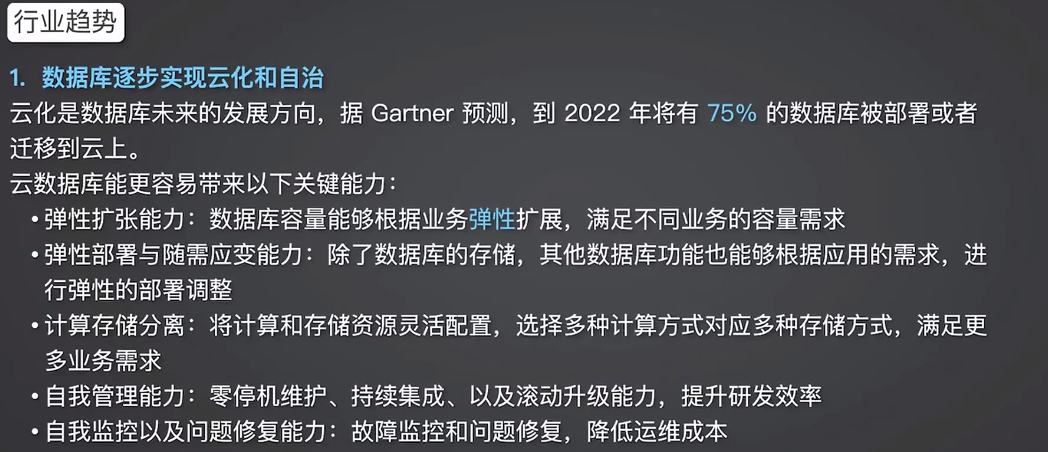 行业趋势
1. 数据库逐步实现云化和自治
云化是数据库未来的发展方向，据 Gartner 预测，到 2022 年将有 75% 的数据库被部署或者
迁移到云上。
云数据库能更容易带来以下关键能力：
• 弹性扩张能力：数据库容量能够根据业务弹性扩展，满足不同业务的容量需求
• 弹性部署与随需应变能力：除了数据库的存储，其他数据库功能也能够根据应用的需求，进
行弹性的部署调整
• 计算存储分离：将计算和存储资源灵活配置，选择多种计算方式对应多种存储方式，满足更
多业务需求
• 自我管理能力：零停机维护、持续集成、以及滚动升级能力，提升研发效率
• 自我监控以及问题修复能力：故障监控和问题修复，降低运维成本